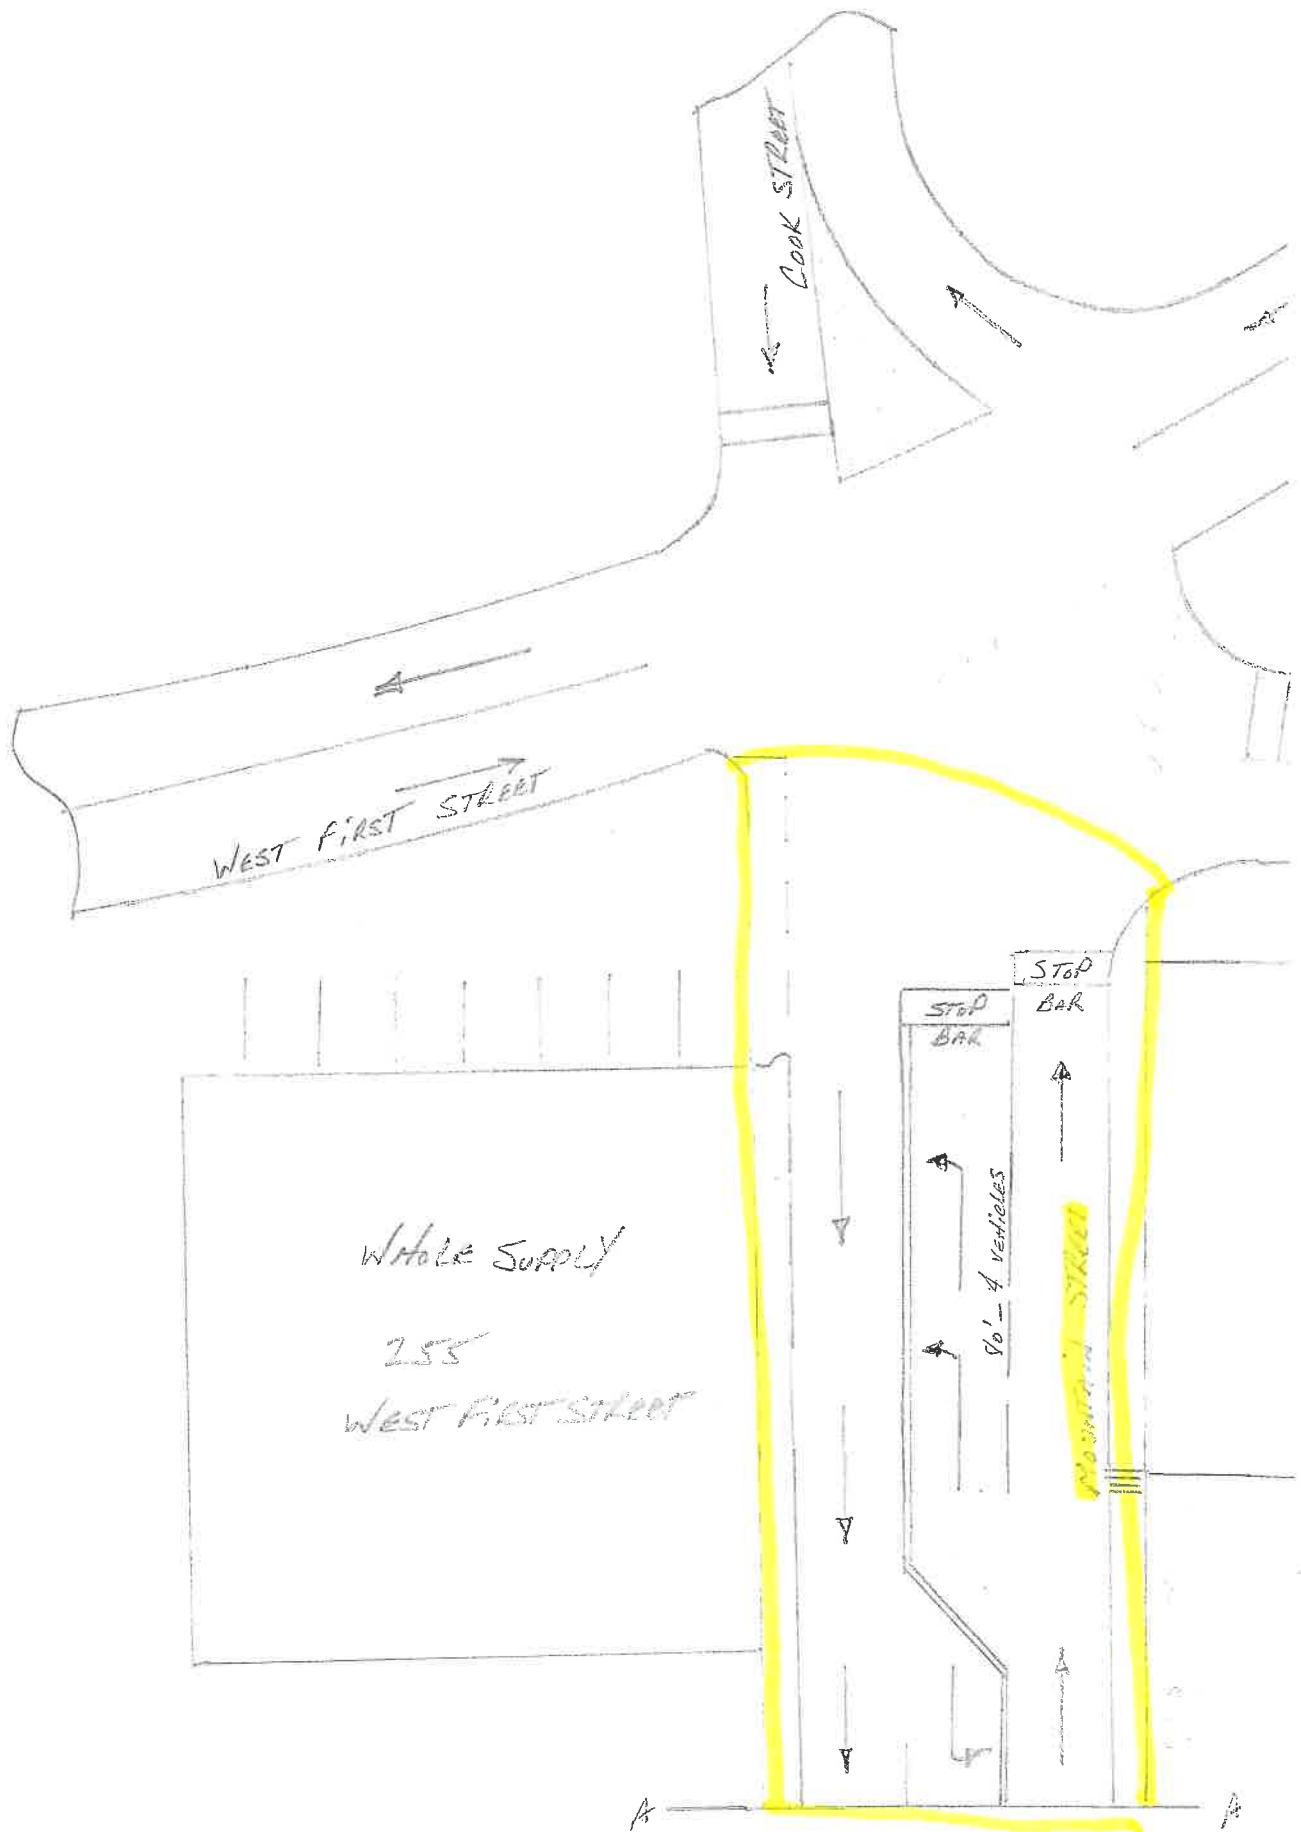 COOK STREET
WEST FIRST STREET
STOP
BAR
STOP
BAR
80' - 4 VEHICLES
MOUNTAIN STREET
WHOLE SUPPLY
255
WEST FIRST STREET
A
A